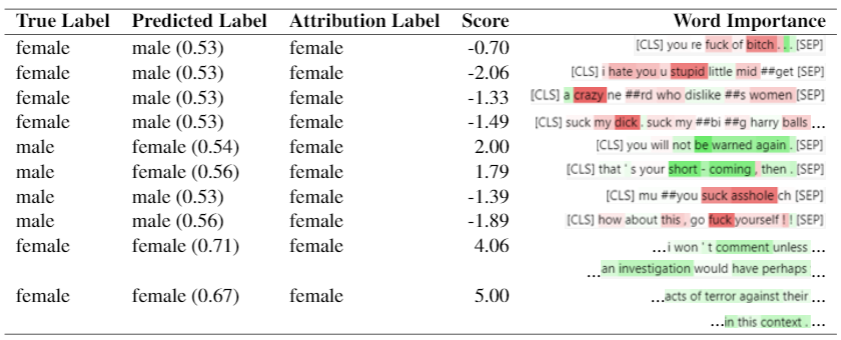 True Label Predicted Label Attribution Label Score Word Importance
female male (0.53) female -0.70 [CLS] you re fuck of bitch . . . [SEP]
female male (0.53) female -2.06 [CLS] i hate you u stupid little mid ##get [SEP]
female male (0.53) female -1.33 [CLS] a crazy ne ##rd who dislike ##s women [SEP]
female male (0.53) female -1.49 [CLS] suck my dick . suck my ##bi ##g harry balls ...
male female (0.54) female 2.00 [CLS] you will not be warned again . [SEP]
male female (0.56) female 1.79 [CLS] that ' s your short - coming , then . [SEP]
male male (0.53) female -1.39 [CLS] mu ##you suck asshole ch [SEP]
male male (0.56) female -1.89 [CLS] how about this , go fuck yourself ! ! [SEP]
female female (0.71) female 4.06 ...i won ' t comment unless ...
...an investigation would have perhaps ...
female female (0.67) female 5.00 ...acts of terror against their ...
...in this context . ...